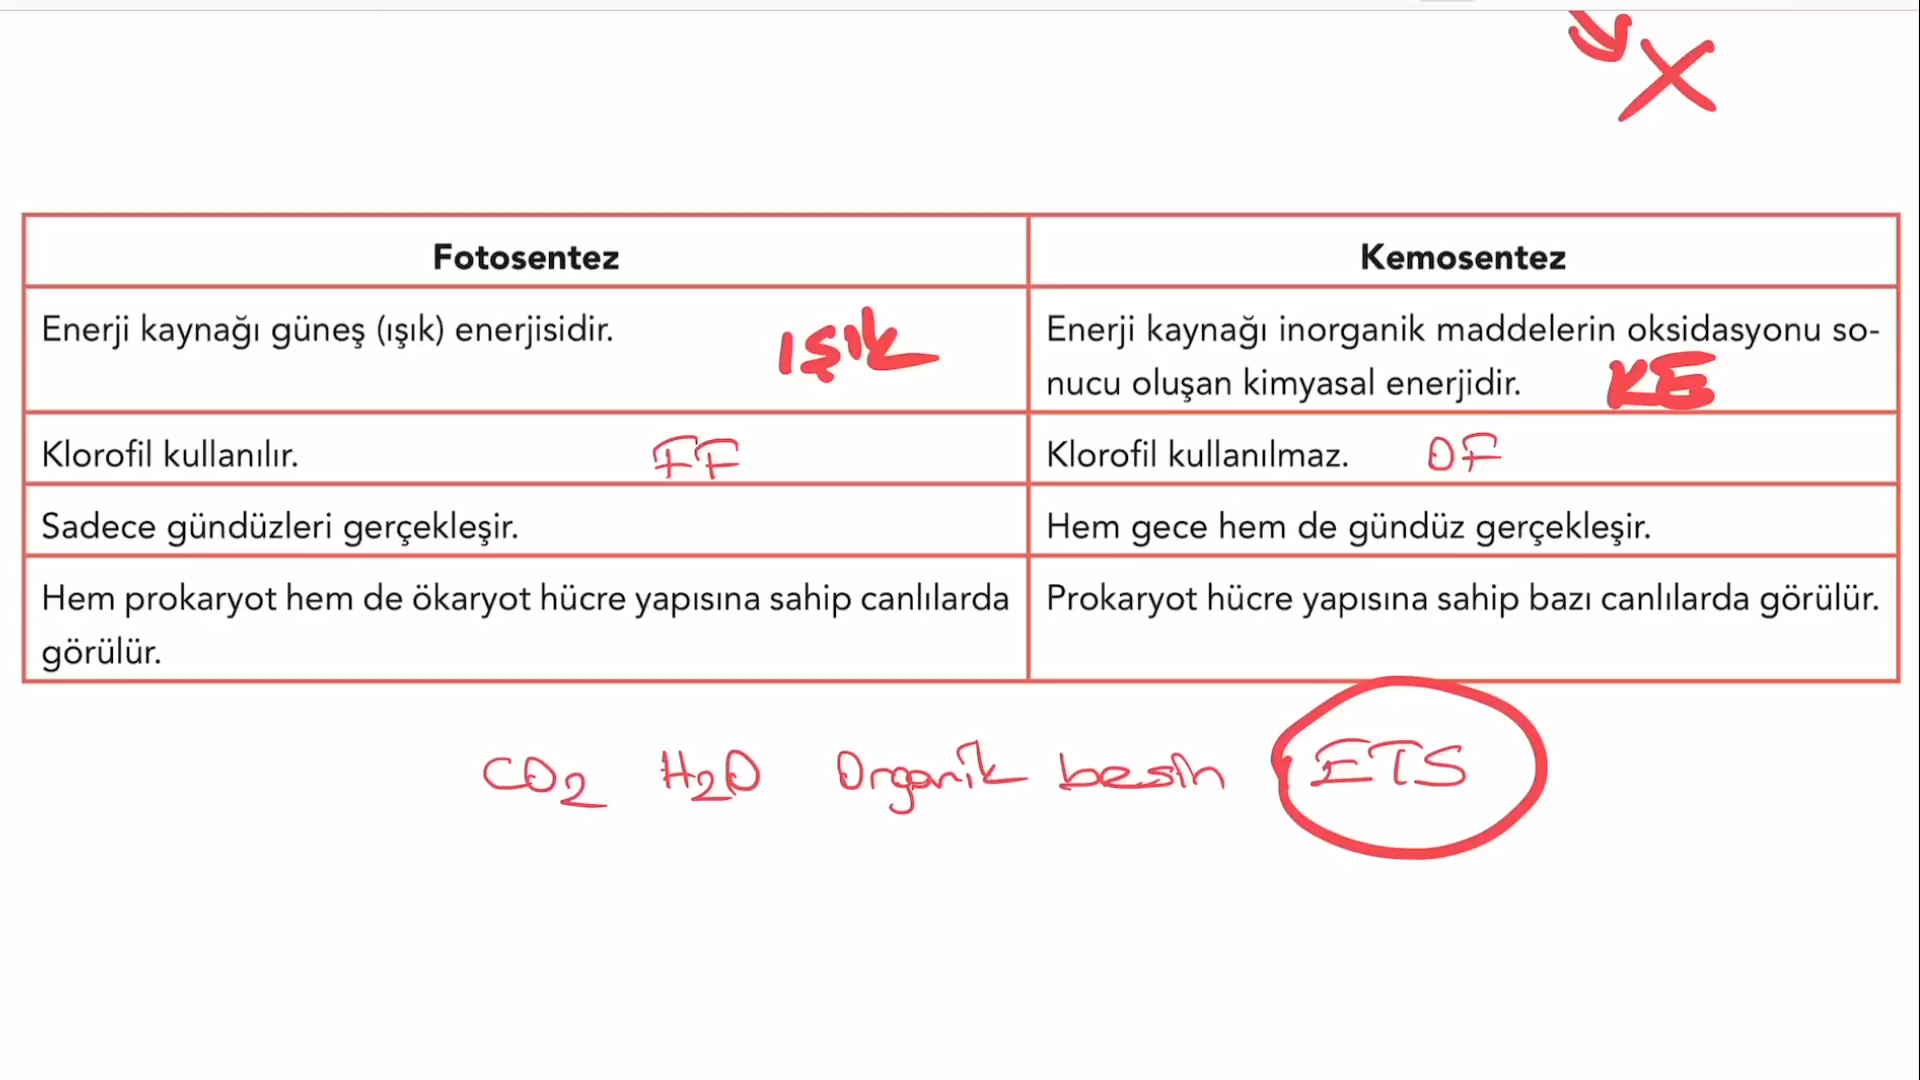 Fotosentez
Kemosentez
Enerji kaynağı güneş (ışık) enerjisidir.
Işık
Enerji kaynağı inorganik maddelerin oksidasyonu so-
nucu oluşan kimyasal enerjidir. KE
Klorofil kullanılır. FF
Klorofil kullanılmaz. OF
Sadece gündüzleri gerçekleşir.
Hem gece hem de gündüz gerçekleşir.
Hem prokaryot hem de ökaryot hücre yapısına sahip canlılarda
görülür.
Prokaryot hücre yapısına sahip bazı canlılarda görülür.
CO2 H2O Organik besin ETS